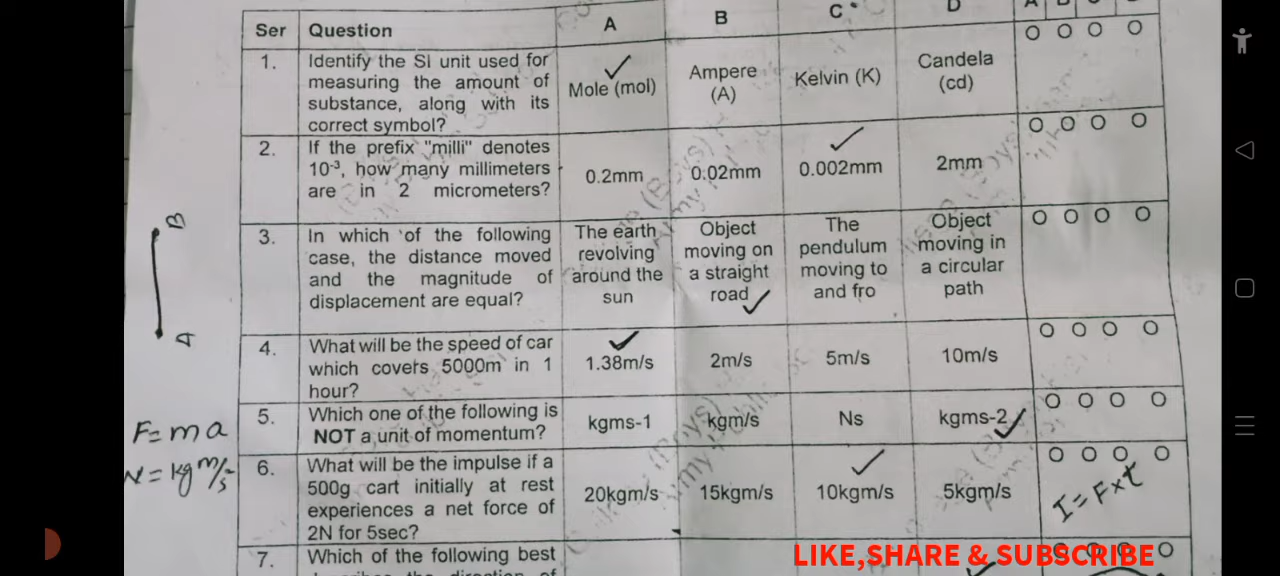 Ser Question A B C D A B
1. Identify the SI unit used for measuring the amount of substance, along with its correct symbol? Mole (mol) Ampere (A) Kelvin (K) Candela (cd) O O O O
2. If the prefix "milli" denotes 10-3, how many millimeters are in 2 micrometers? 0.2mm 0.02mm 0.002mm 2mm O O O O
3. In which of the following case, the distance moved and the magnitude of displacement are equal? The earth revolving around the sun Object moving on a straight road The pendulum moving to and fro Object moving in a circular path O O O O
B
A
4. What will be the speed of car which covers 5000m in 1 hour? 1.38m/s 2m/s 5m/s 10m/s O O O O
5. Which one of the following is NOT a unit of momentum? kgms-1 kgm/s Ns kgms-2 O O O O
F=ma
N=kgm/s
6. What will be the impulse if a 500g cart initially at rest experiences a net force of 2N for 5sec? 20kgm/s 15kgm/s 10kgm/s 5kgm/s O O O O
I=F×t
7. Which of the following best
LIKE,SHARE & SUBSCRIBE